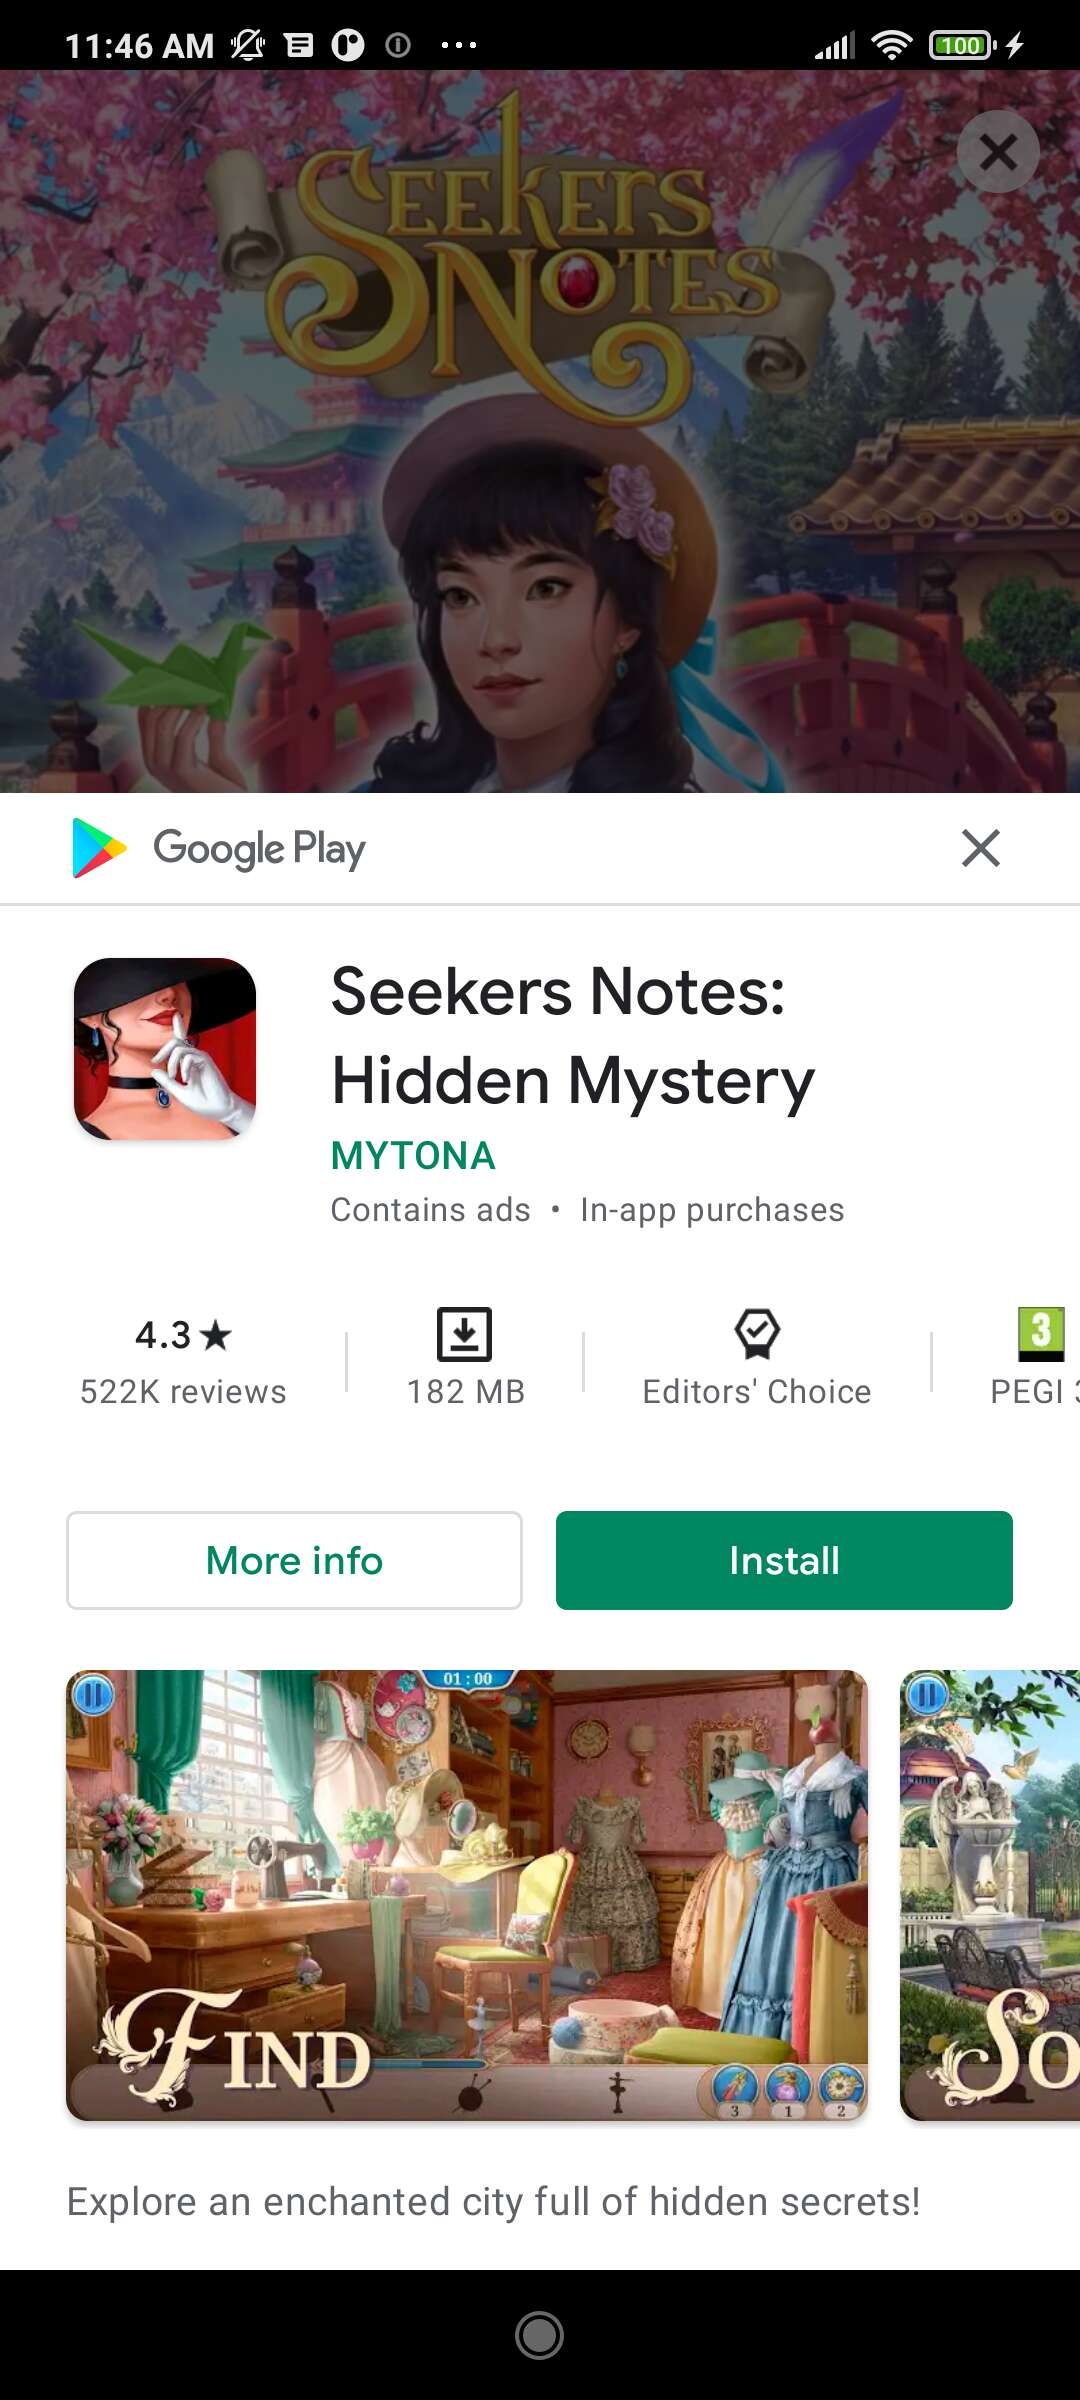 11:46 AM
100
SEEKERS
NOTES
Google Play
Seekers Notes:
Hidden Mystery
MYTONA
Contains ads • In-app purchases
4.3★
522K reviews
182 MB
Editors' Choice
3
PEGI
More info
Install
01:00
FIND
3
1
2
So
Explore an enchanted city full of hidden secrets!